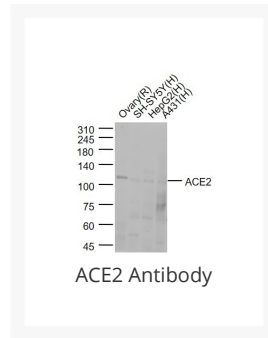 Ovary(R)
SH-SY5Y(H)
HepG2(H)
A431(H)
310
245
180
140
100
75
60
45
ACE2
ACE2 Antibody